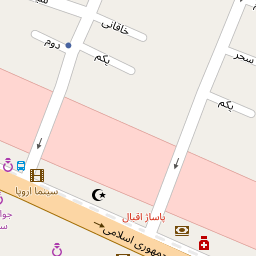 خاقانی
دوم
یکم
سحر
یکم
سینما اروپا
پاساژ اقبال
جمهوری اسلامی